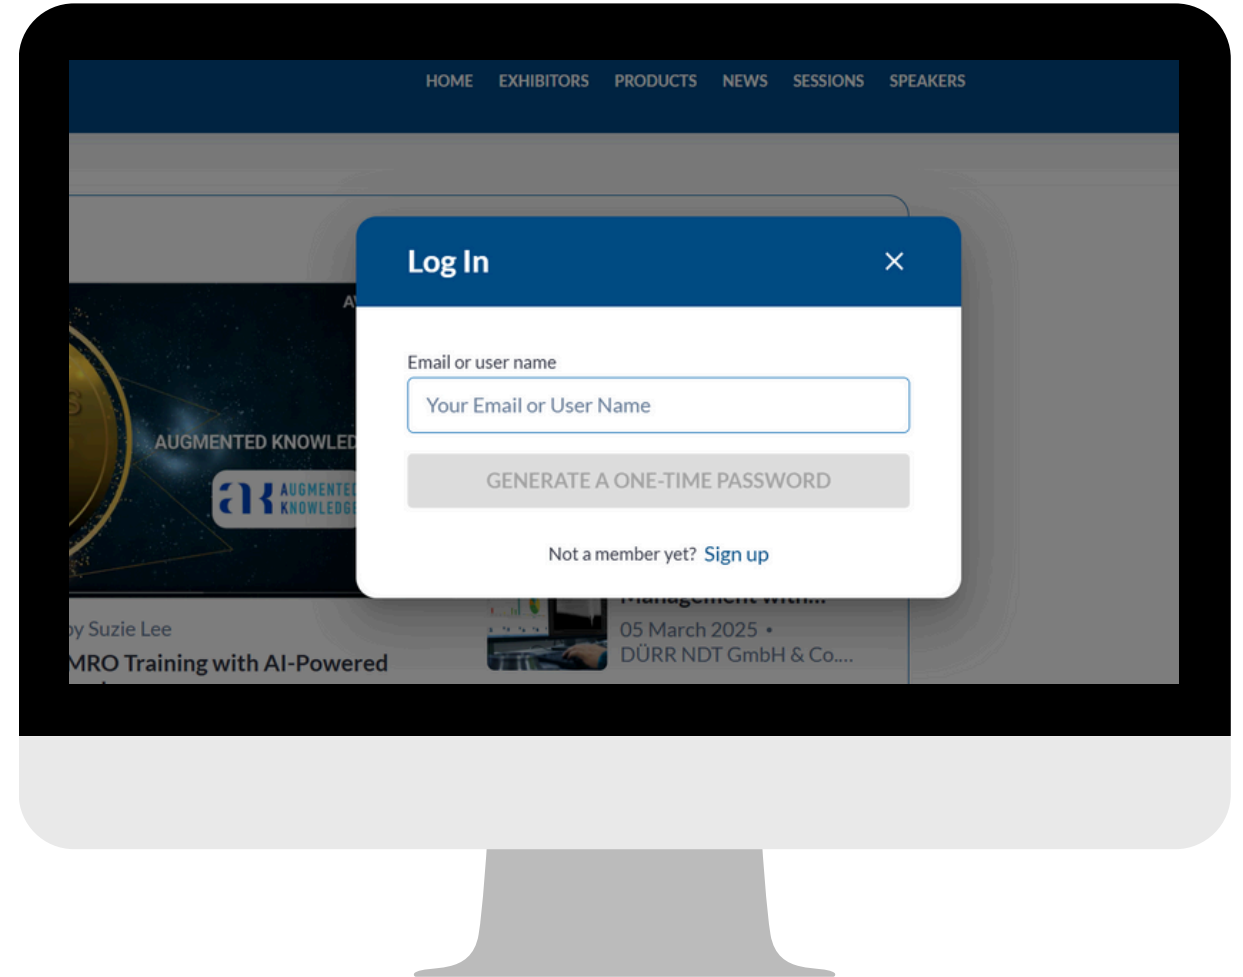 HOME EXHIBITORS PRODUCTS NEWS SESSIONS SPEAKERS
Log In
Email or user name
Your Email or User Name
AUGMENTED
GENERATE A ONE-TIME PASSWORD
AUGMENTED
KNOWLEDGE
Not a member yet? Sign up
by Suzie Lee
05 March 2025 •
MRO Training with AI-Powered
DÜRR NDT GmbH & Co....